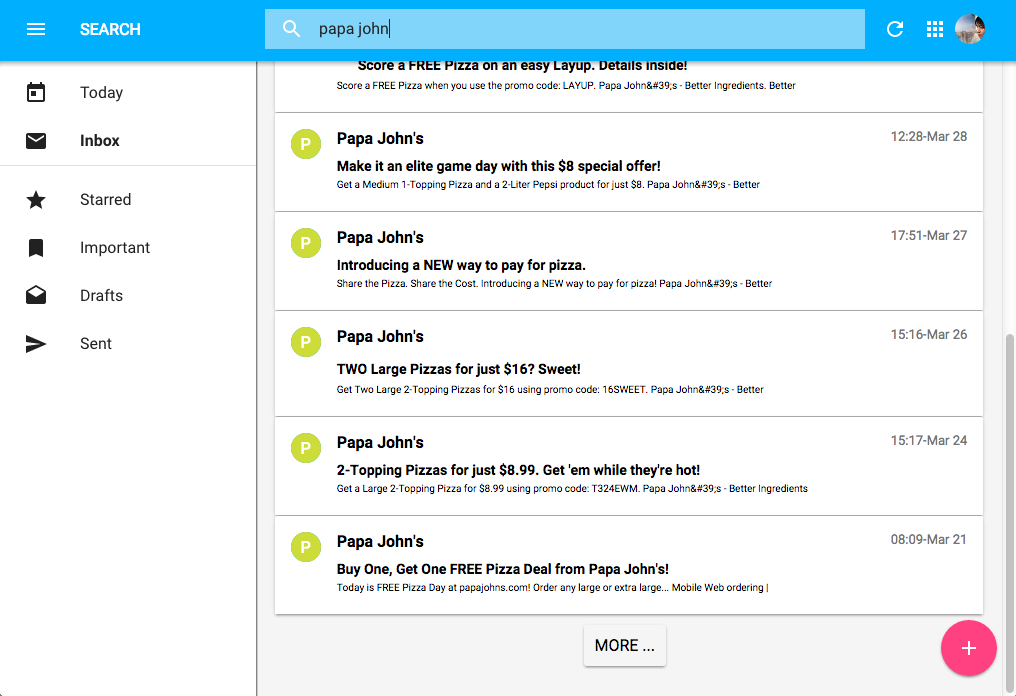 SEARCH
papa john
Today
Inbox
Starred
Important
Drafts
Sent
Score a FREE Pizza on an easy Layup. Details inside!
Score a FREE Pizza when you use the promo code: LAYUP. Papa John&#39;s - Better Ingredients. Better
P
Papa John's
12:28-Mar 28
Make it an elite game day with this $8 special offer!
Get a Medium 1-Topping Pizza and a 2-Liter Pepsi product for just $8. Papa John&#39;s - Better
P
Papa John's
17:51-Mar 27
Introducing a NEW way to pay for pizza.
Share the Pizza. Share the Cost. Introducing a NEW way to pay for pizza! Papa John&#39;s - Better
P
Papa John's
15:16-Mar 26
TWO Large Pizzas for just $16? Sweet!
Get Two Large 2-Topping Pizzas for $16 using promo code: 16SWEET. Papa John&#39;s - Better
P
Papa John's
15:17-Mar 24
2-Topping Pizzas for just $8.99. Get 'em while they're hot!
Get a Large 2-Topping Pizza for $8.99 using promo code: T324EWM. Papa John&#39;s - Better Ingredients
P
Papa John's
08:09-Mar 21
Buy One, Get One FREE Pizza Deal from Papa John's!
Today is FREE Pizza Day at papajohns.com! Order any large or extra large... Mobile Web ordering |
MORE ...